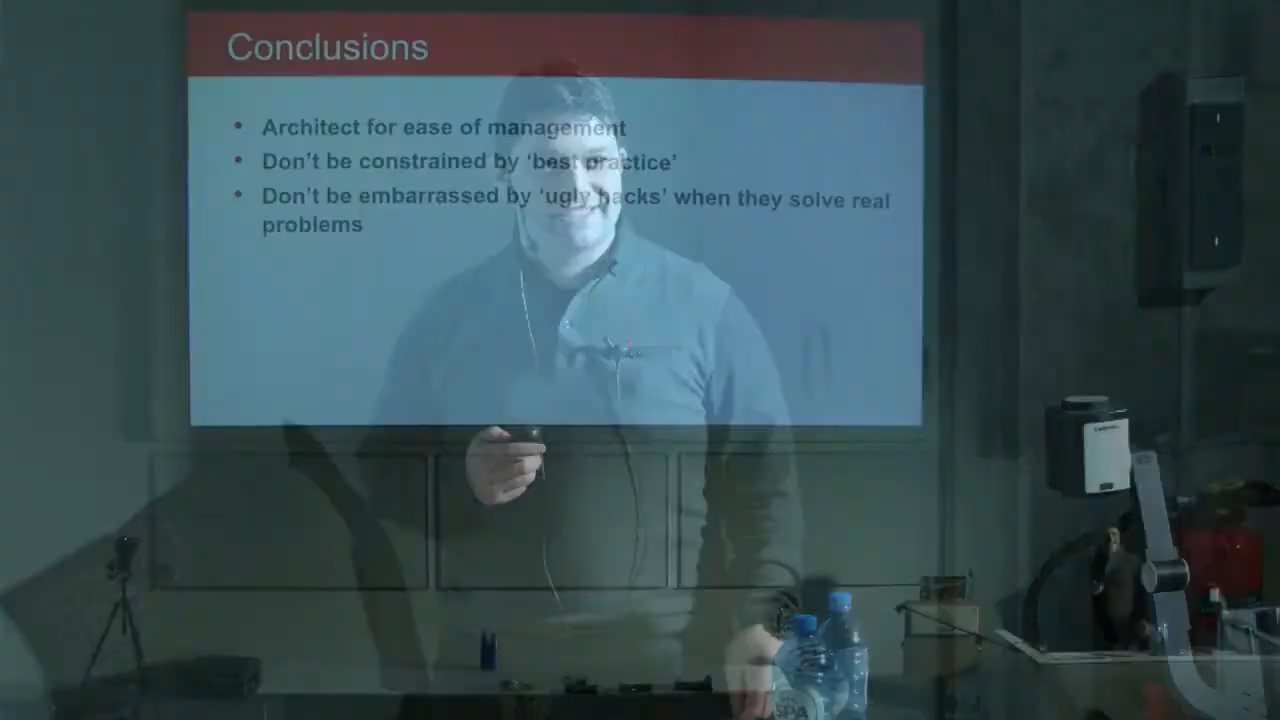 Conclusions
• Architect for ease of management
• Don't be constrained by ‘best practice’
• Don't be embarrassed by ‘ugly hacks’ when they solve real
problems
SPA